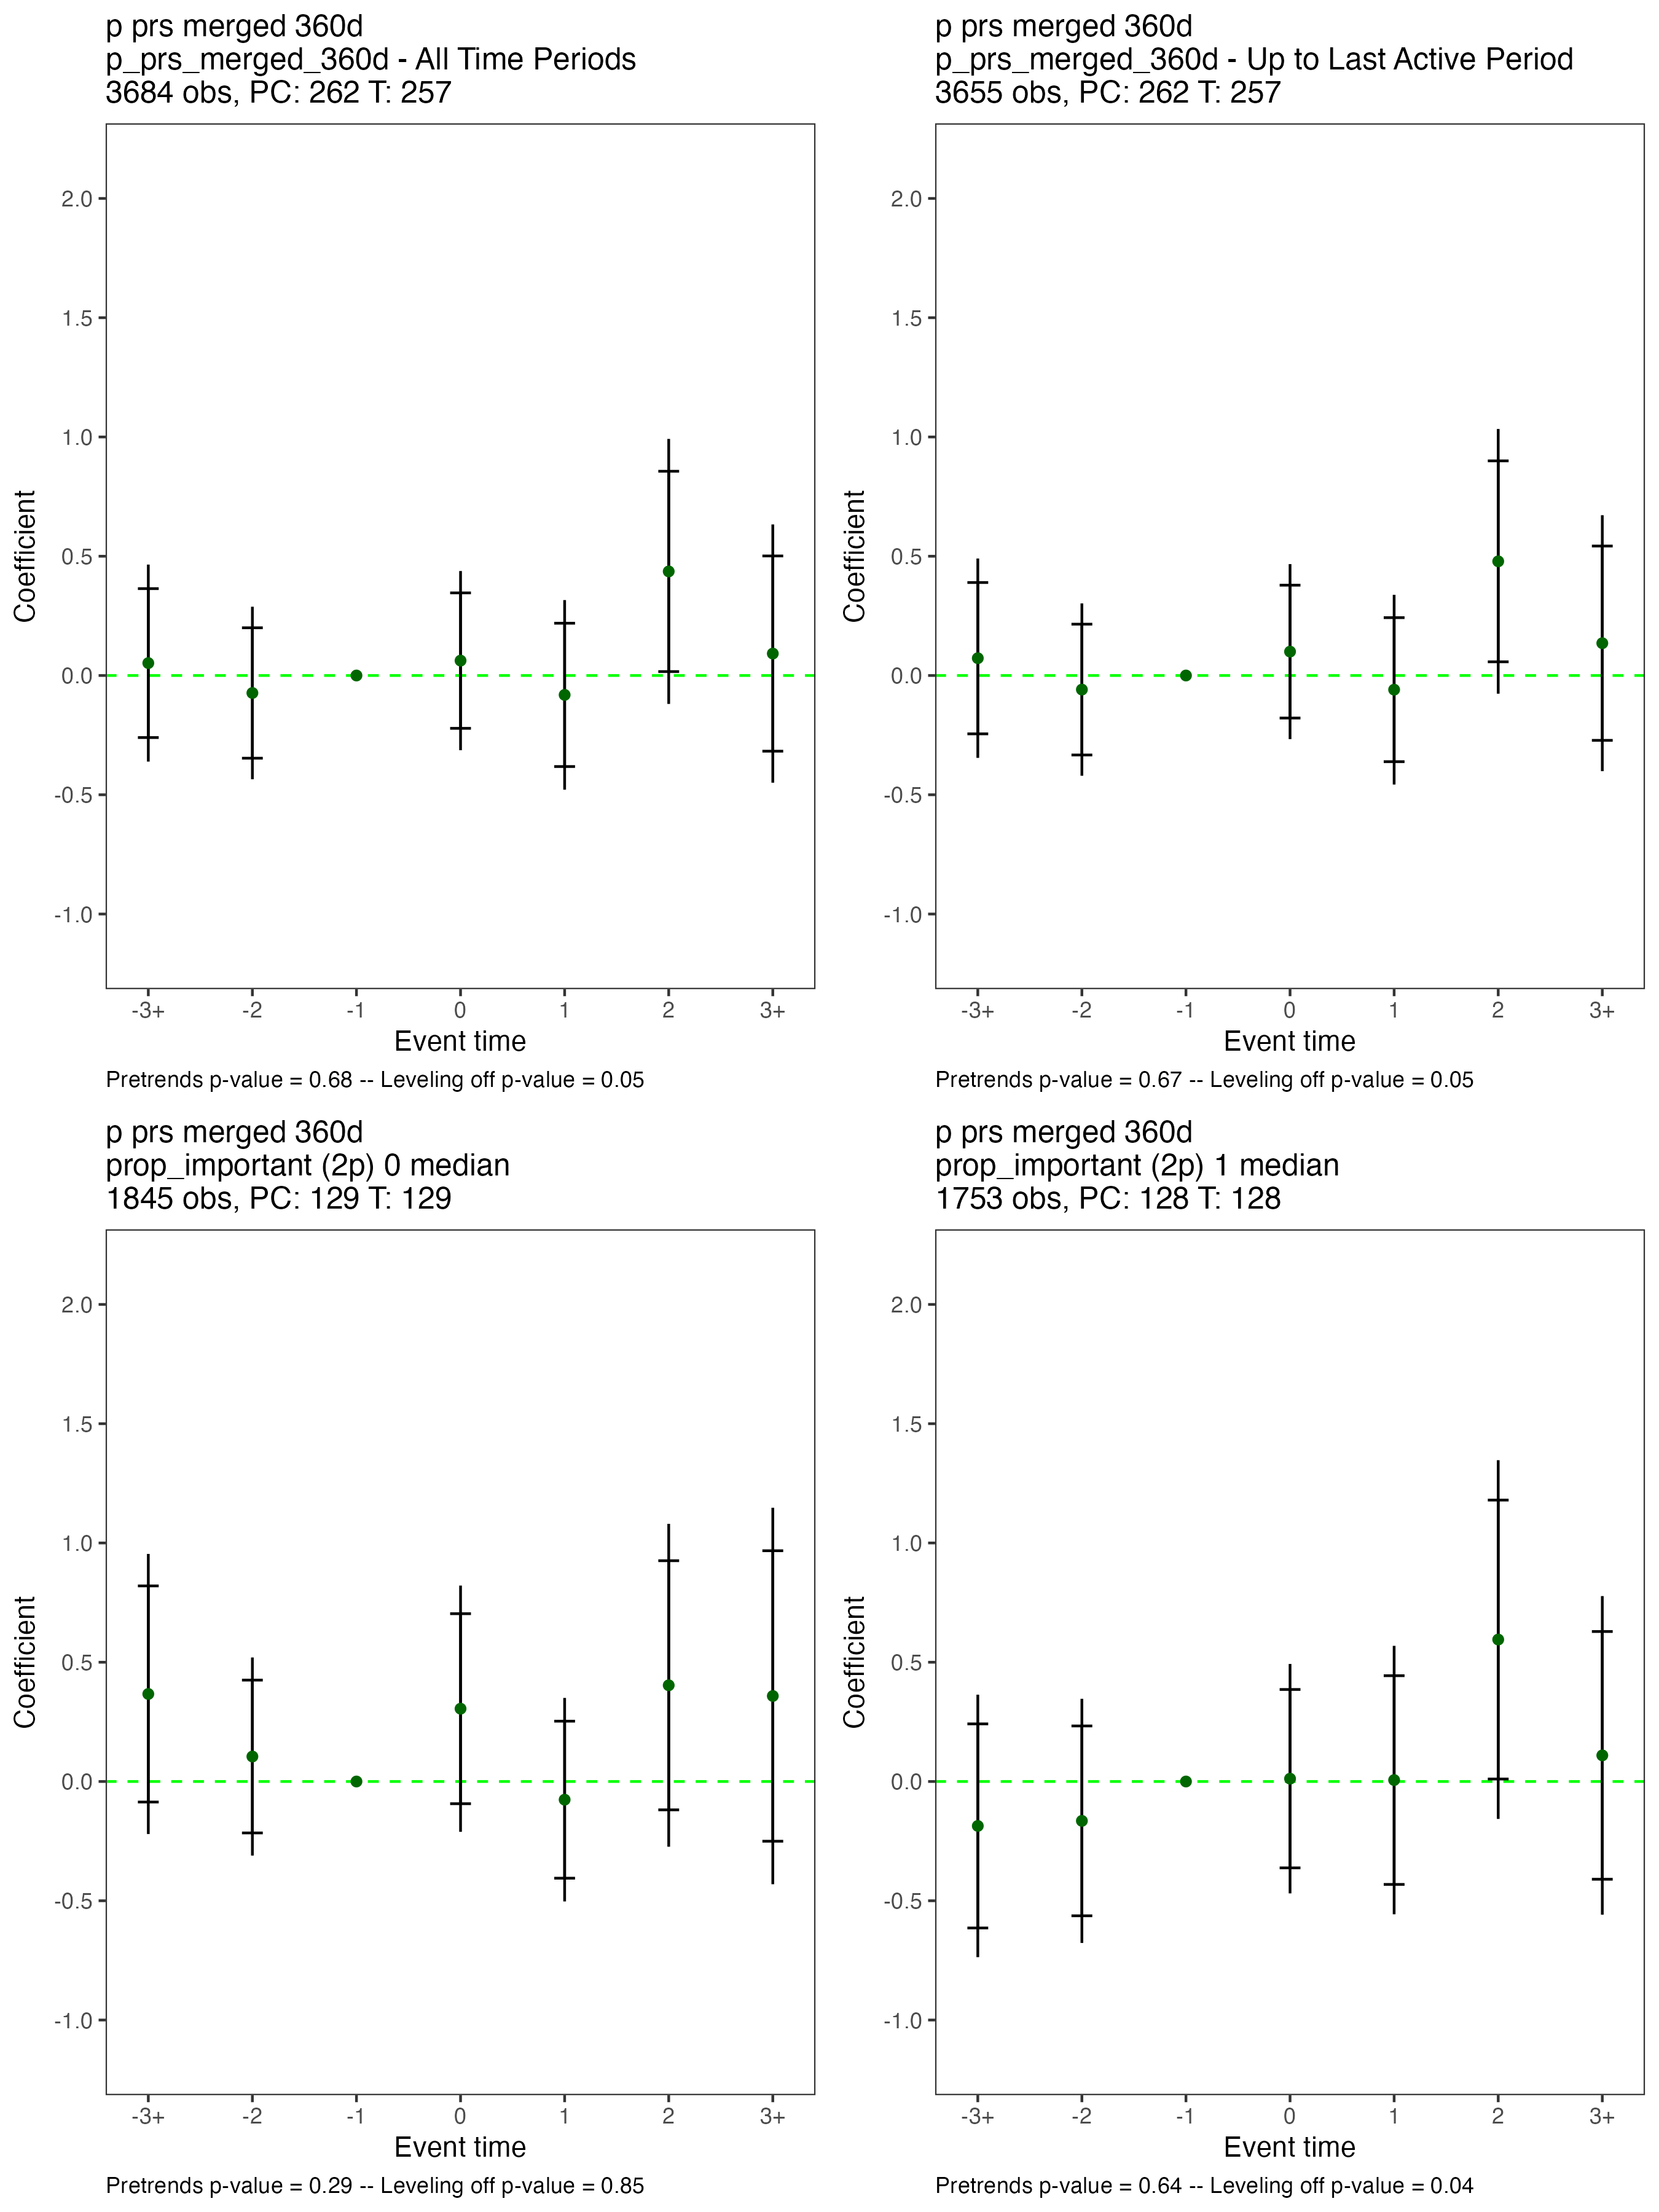 p prs merged 360d
p_prs_merged_360d - All Time Periods
3684 obs, PC: 262 T: 257
Coefficient
2.0
1.5
1.0
0.5
0.0
-0.5
-1.0
-3+ -2 -1 0 1 2 3+
Event time
Pretrends p-value = 0.68 -- Leveling off p-value = 0.05
p prs merged 360d
p_prs_merged_360d - Up to Last Active Period
3655 obs, PC: 262 T: 257
Coefficient
2.0
1.5
1.0
0.5
0.0
-0.5
-1.0
-3+ -2 -1 0 1 2 3+
Event time
Pretrends p-value = 0.67 -- Leveling off p-value = 0.05
p prs merged 360d
prop_important (2p) 0 median
1845 obs, PC: 129 T: 129
Coefficient
2.0
1.5
1.0
0.5
0.0
-0.5
-1.0
-3+ -2 -1 0 1 2 3+
Event time
Pretrends p-value = 0.29 -- Leveling off p-value = 0.85
p prs merged 360d
prop_important (2p) 1 median
1753 obs, PC: 128 T: 128
Coefficient
2.0
1.5
1.0
0.5
0.0
-0.5
-1.0
-3+ -2 -1 0 1 2 3+
Event time
Pretrends p-value = 0.64 -- Leveling off p-value = 0.04